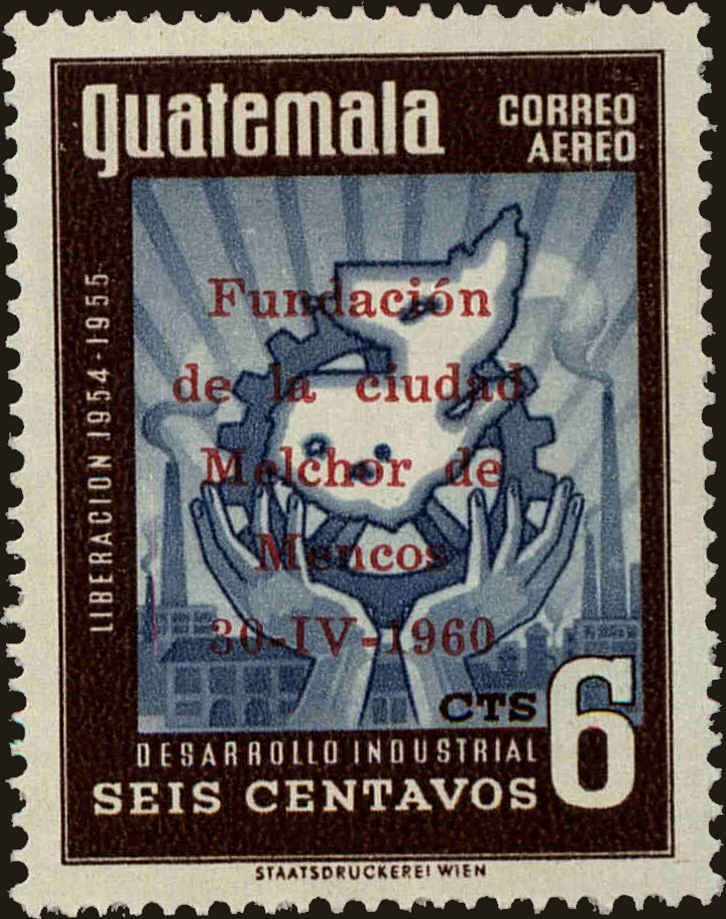 guatemala
CORREO
AEREO
LIBERACION 1954-1955
Fundación
de la ciudad
Melchor de
Mencos
30-IV-1960
CTS
6
DESARROLLO INDUSTRIAL
SEIS CENTAVOS
STAATSDRUCKEREI WIEN